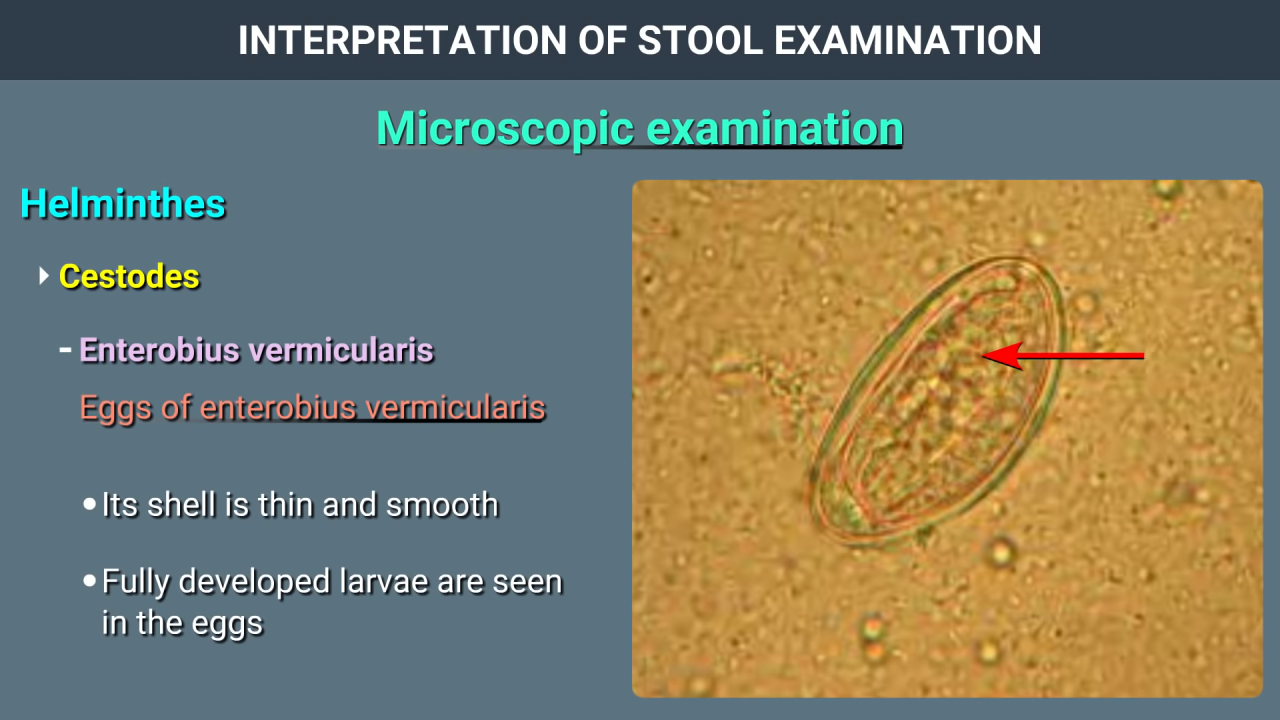 INTERPRETATION OF STOOL EXAMINATION
Microscopic examination
Helminthes
Cestodes
- Enterobius vermicularis
Eggs of enterobius vermicularis
• Its shell is thin and smooth
• Fully developed larvae are seen
in the eggs